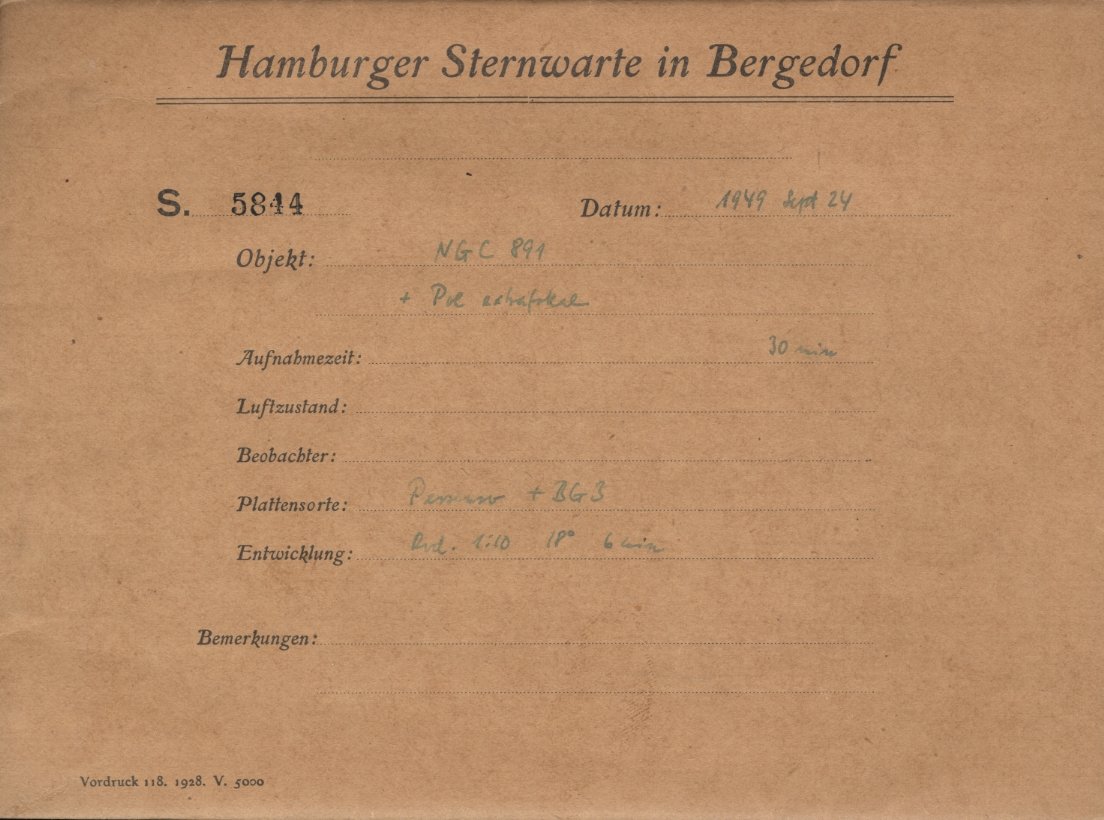 Hamburger Sternwarte in Bergedorf
S. 5844 Datum: 1949 Sept 24
Objekt: NGC 891
+ Pol extrafokal
Aufnahmezeit: 30 min
Luftzustand:
Beobachter:
Plattensorte: + BG3
Entwicklung: Rod. 1:10 18° 6 min
Bemerkungen:
Vordruck 118. 1928. V. 5000